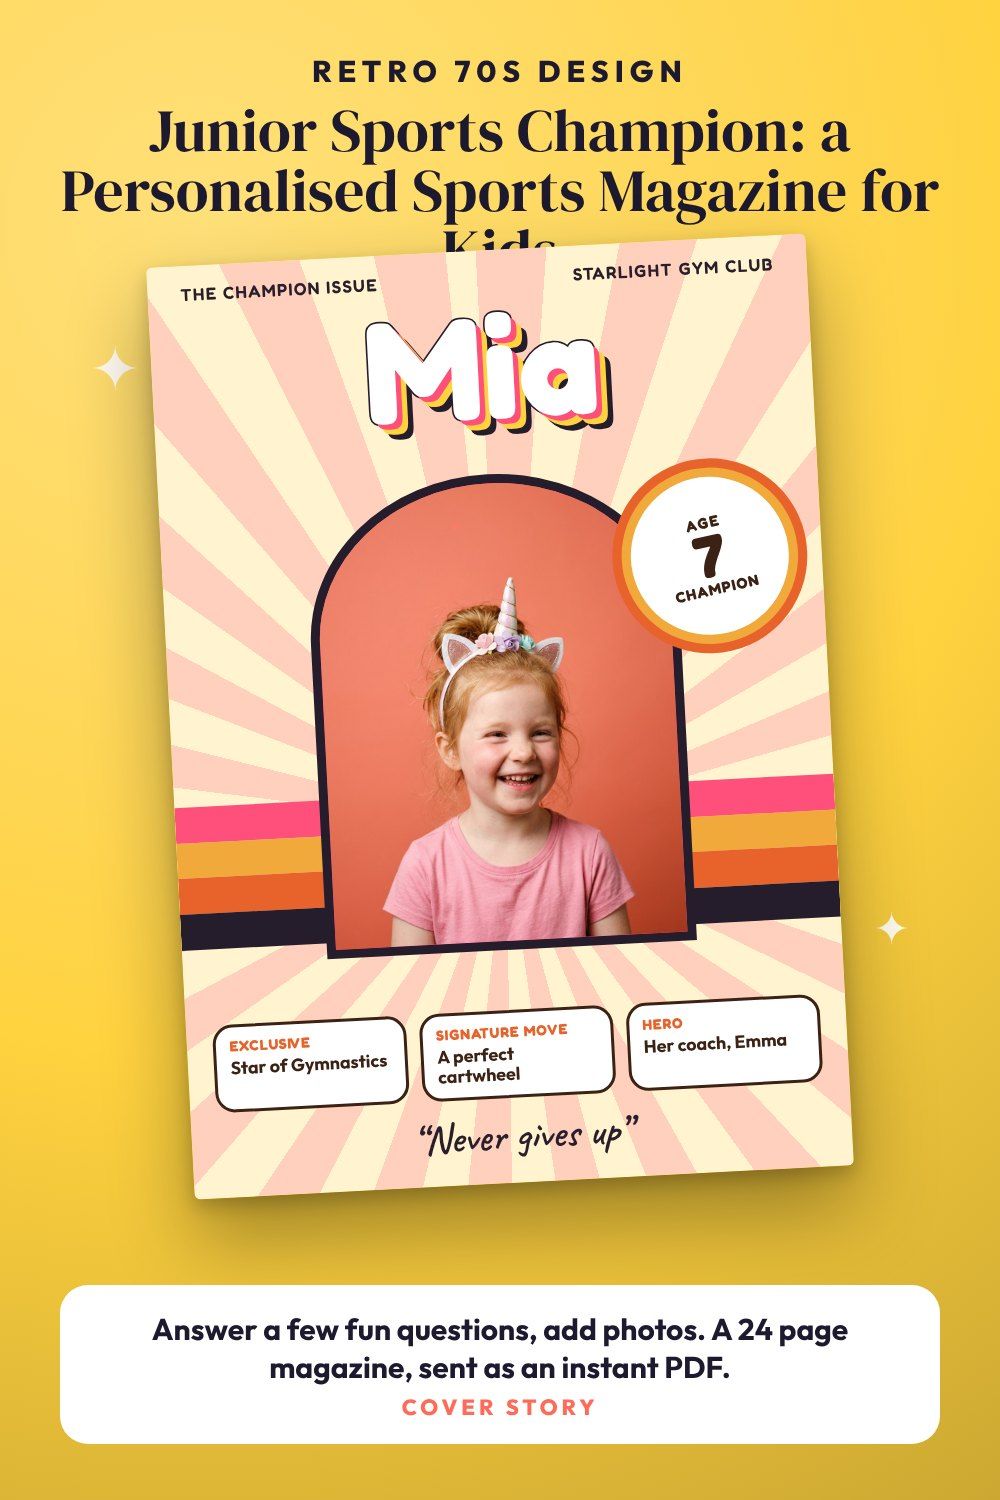 RETRO 70S DESIGN
Junior Sports Champion: a
Personalised Sports Magazine for
Kids
THE CHAMPION ISSUE
STARLIGHT GYM CLUB
Mia
AGE
7
CHAMPION
EXCLUSIVE
Star of Gymnastics
SIGNATURE MOVE
A perfect
cartwheel
HERO
Her coach, Emma
“Never gives up”
Answer a few fun questions, add photos. A 24 page
magazine, sent as an instant PDF.
COVER STORY